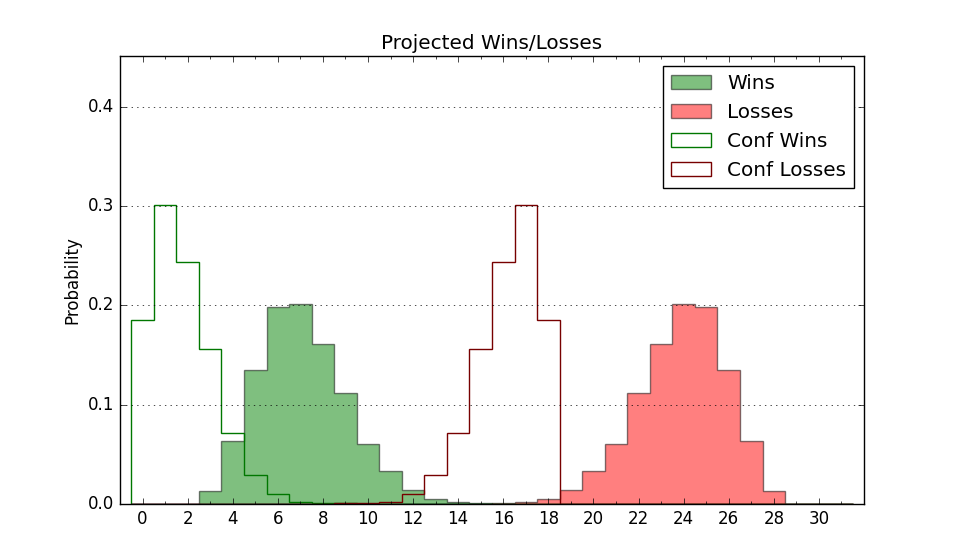 Projected Wins/Losses
Wins
Losses
Conf Wins
Conf Losses
Probability
0.4
0.3
0.2
0.1
0.0
0 2 4 6 8 10 12 14 16 18 20 22 24 26 28 30